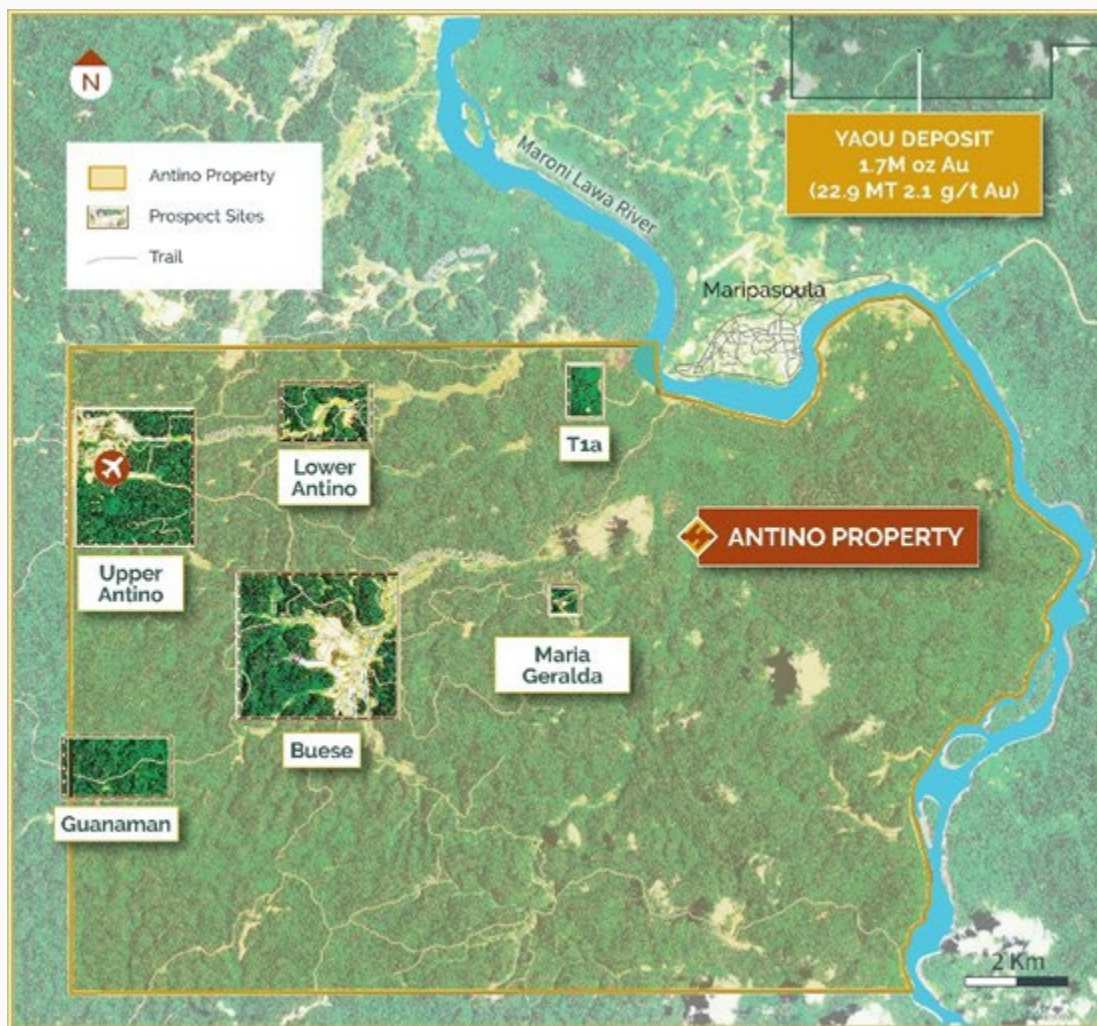 N
YAOU DEPOSIT
1.7M oz Au
(22.9 MT 2.1 g/t Au)
Antino Property
Prospect Sites
Trail
Maroni Lawa River
Maripasoula
T1a
Lower
Antino
ANTINO PROPERTY
Upper
Antino
Maria
Geralda
Buese
Guanaman
2 Km